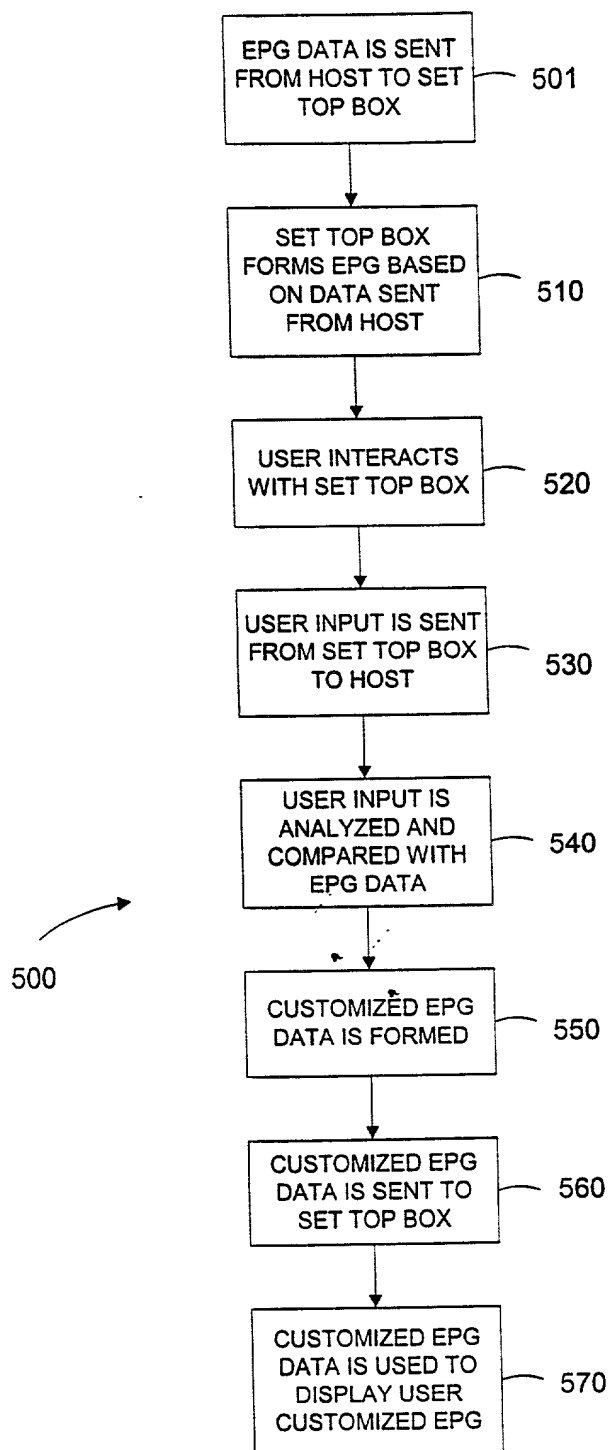 EPG DATA IS SENT
FROM HOST TO SET
TOP BOX
501
SET TOP BOX
FORMS EPG BASED
ON DATA SENT
FROM HOST
510
USER INTERACTS
WITH SET TOP BOX
520
USER INPUT IS SENT
FROM SET TOP BOX
TO HOST
530
USER INPUT IS
ANALYZED AND
COMPARED WITH
EPG DATA
540
500
CUSTOMIZED EPG
DATA IS FORMED
550
CUSTOMIZED EPG
DATA IS SENT TO
SET TOP BOX
560
CUSTOMIZED EPG
DATA IS USED TO
DISPLAY USER
CUSTOMIZED EPG
570